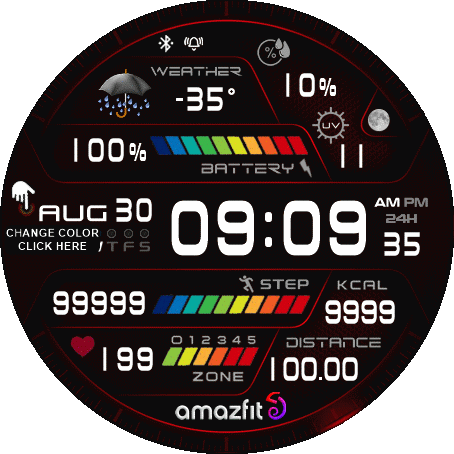 WEATHER
-35°
10%
UV
11
100%
BATTERY
AUG 30
CHANGE COLOR
CLICK HERE
T F S
09:09
AM PM
24H
35
99999
STEP
KCAL
9999
199
0 1 2 3 4 5
ZONE
DISTANCE
100.00
amazfit